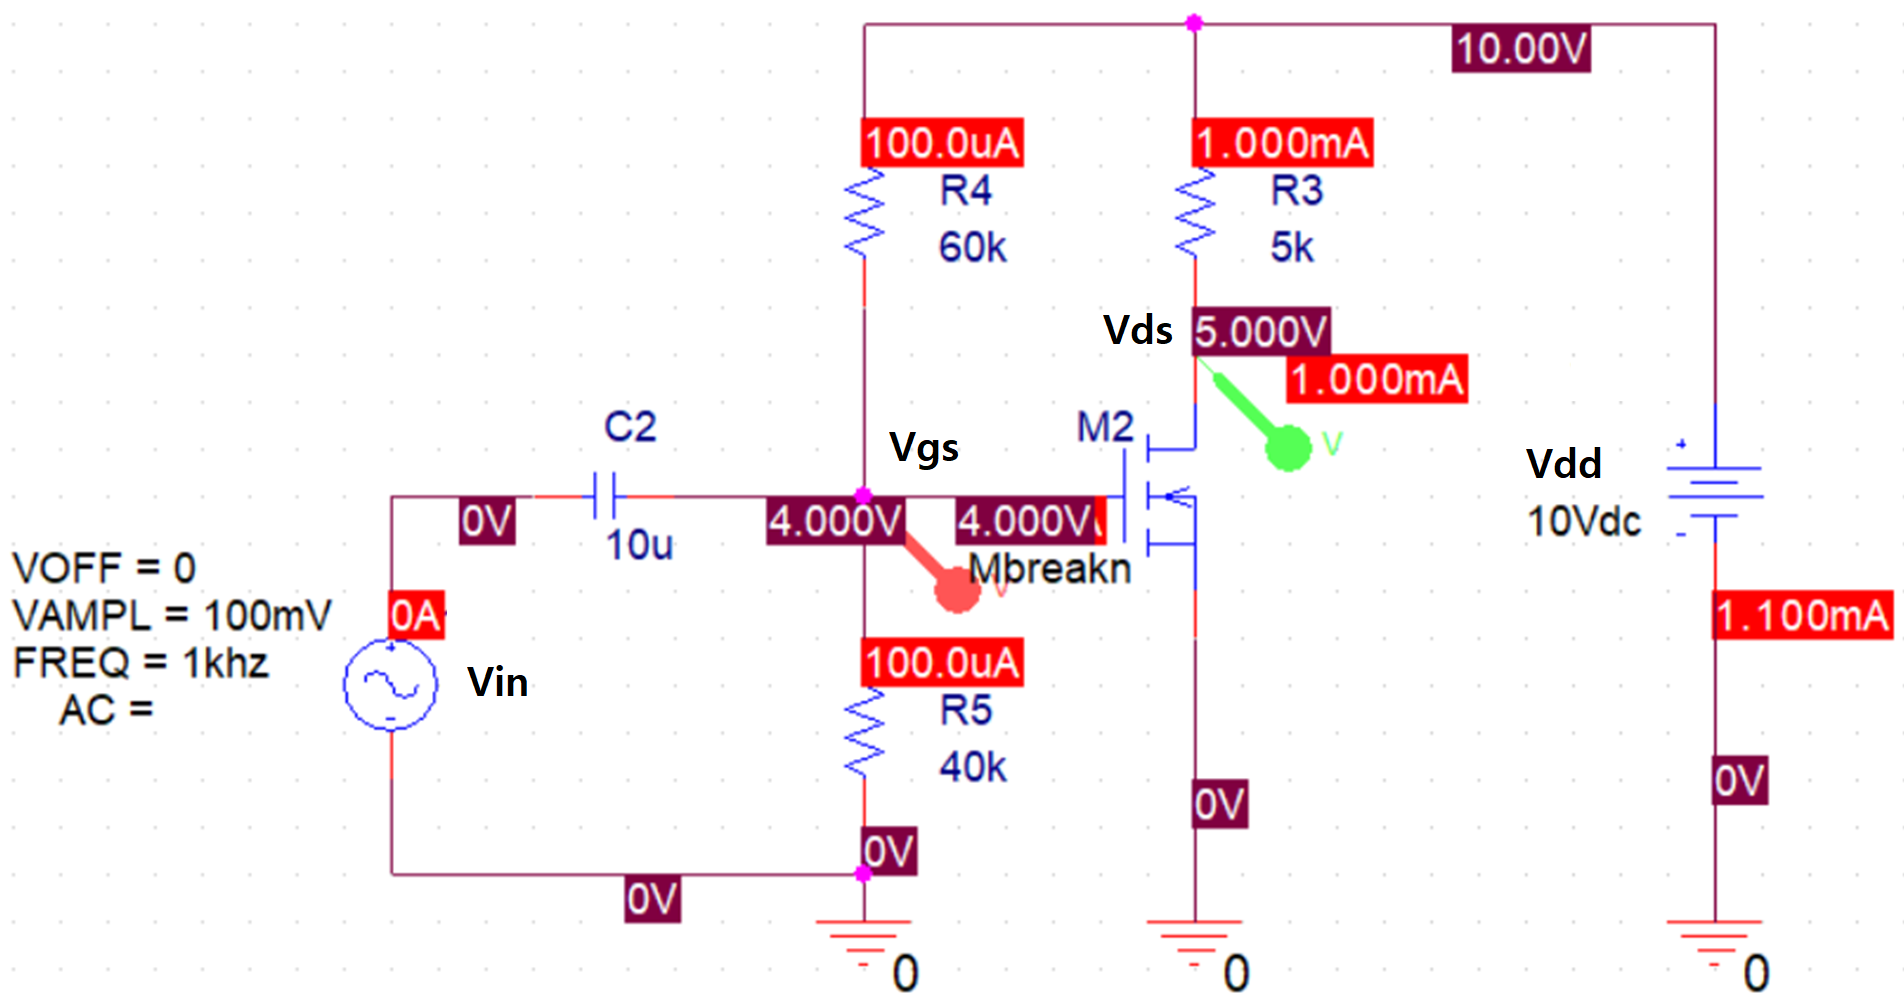 10.00V
100.0uA
1.000mA
R4
60k
R3
5k
Vds
5.000V
1.000mA
C2
10u
Vgs
M2
V
Vdd
10Vdc
+
-
0V
4.000V
4.000V
Mbreakn
V
VOFF = 0
VAMPL = 100mV
FREQ = 1khz
AC =
0A
+
-
Vin
100.0uA
R5
40k
1.100mA
0V
0V
0V
0V
0
0
0